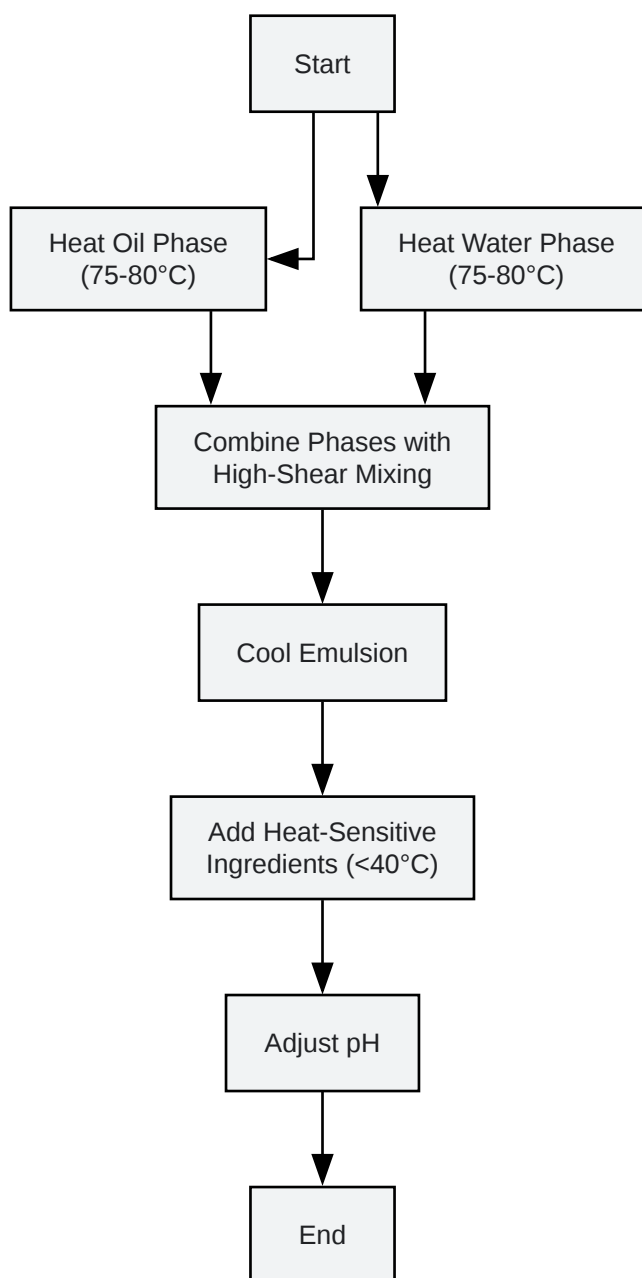 Start
Heat Oil Phase
(75-80°C)
Heat Water Phase
(75-80°C)
Combine Phases with
High-Shear Mixing
Cool Emulsion
Add Heat-Sensitive
Ingredients (<40°C)
Adjust pH
End